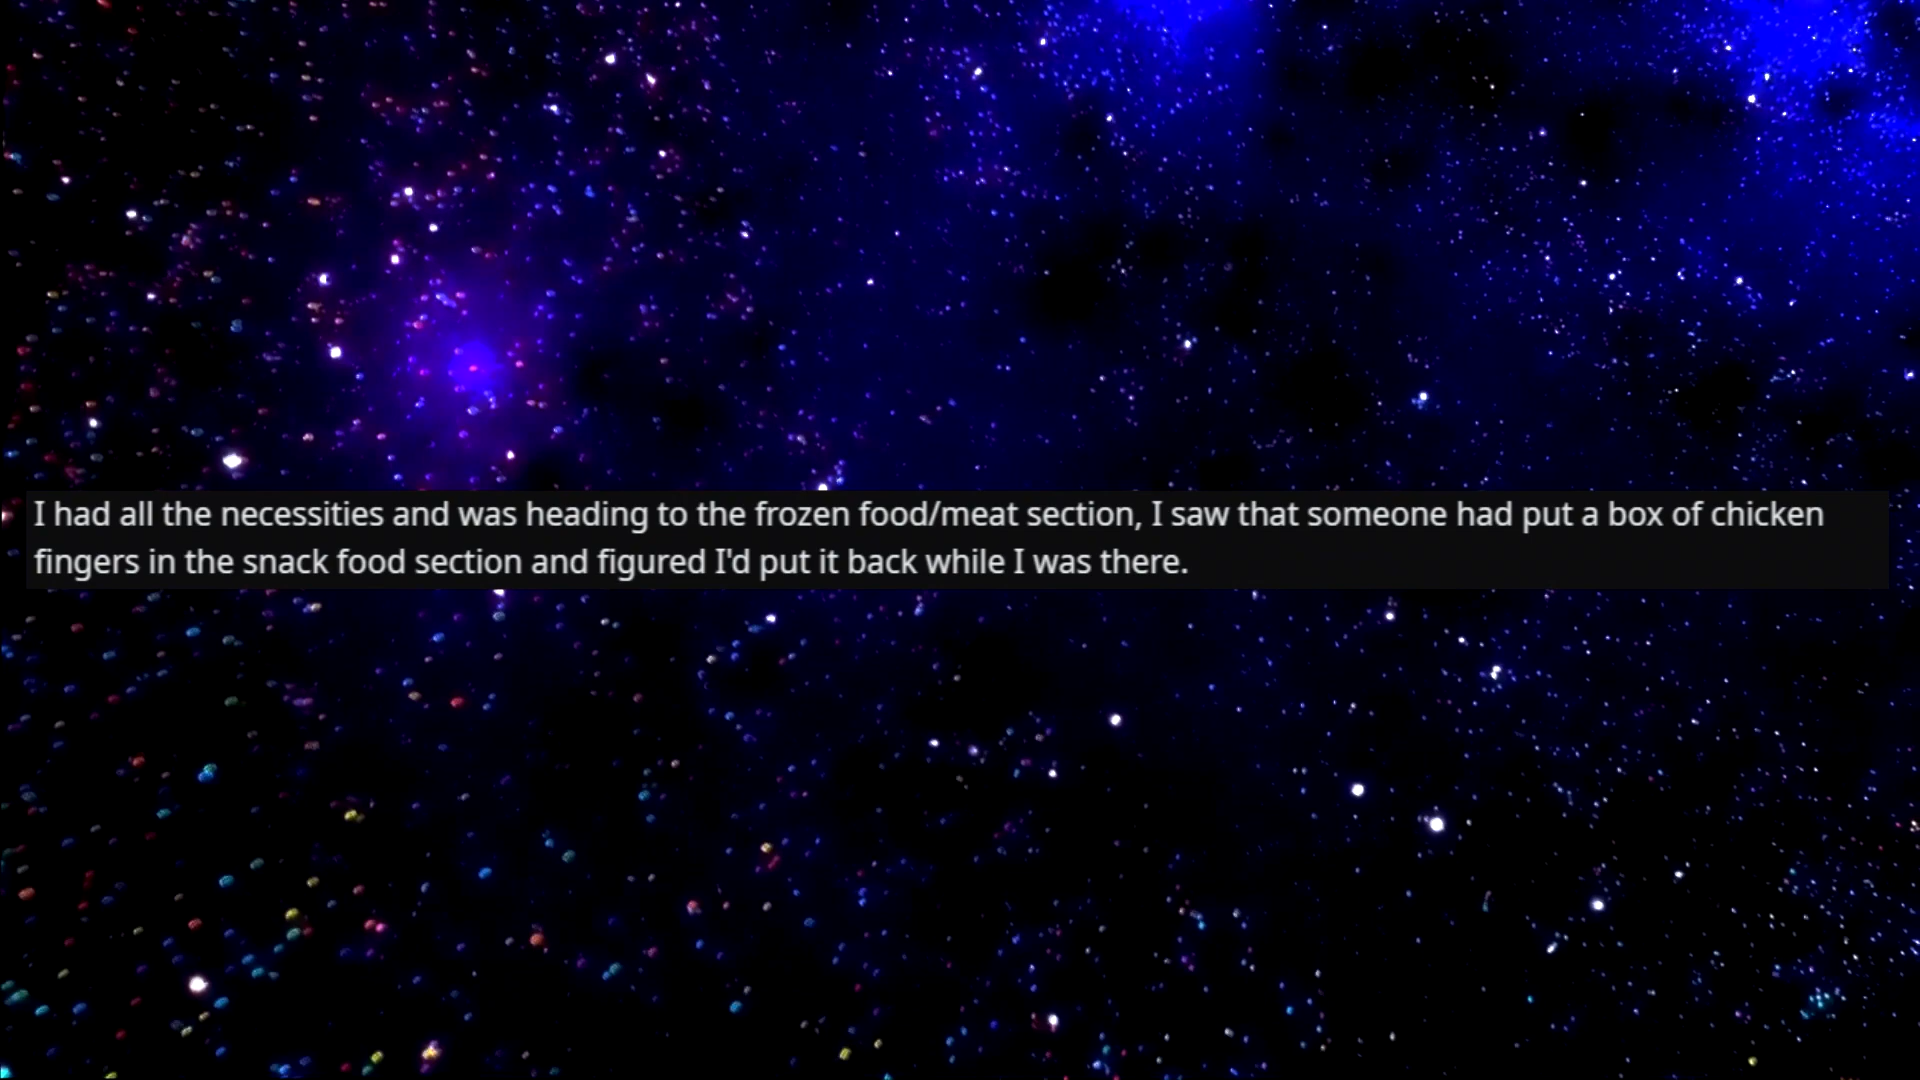 I had all the necessities and was heading to the frozen food/meat section, I saw that someone had put a box of chicken
fingers in the snack food section and figured I'd put it back while I was there.